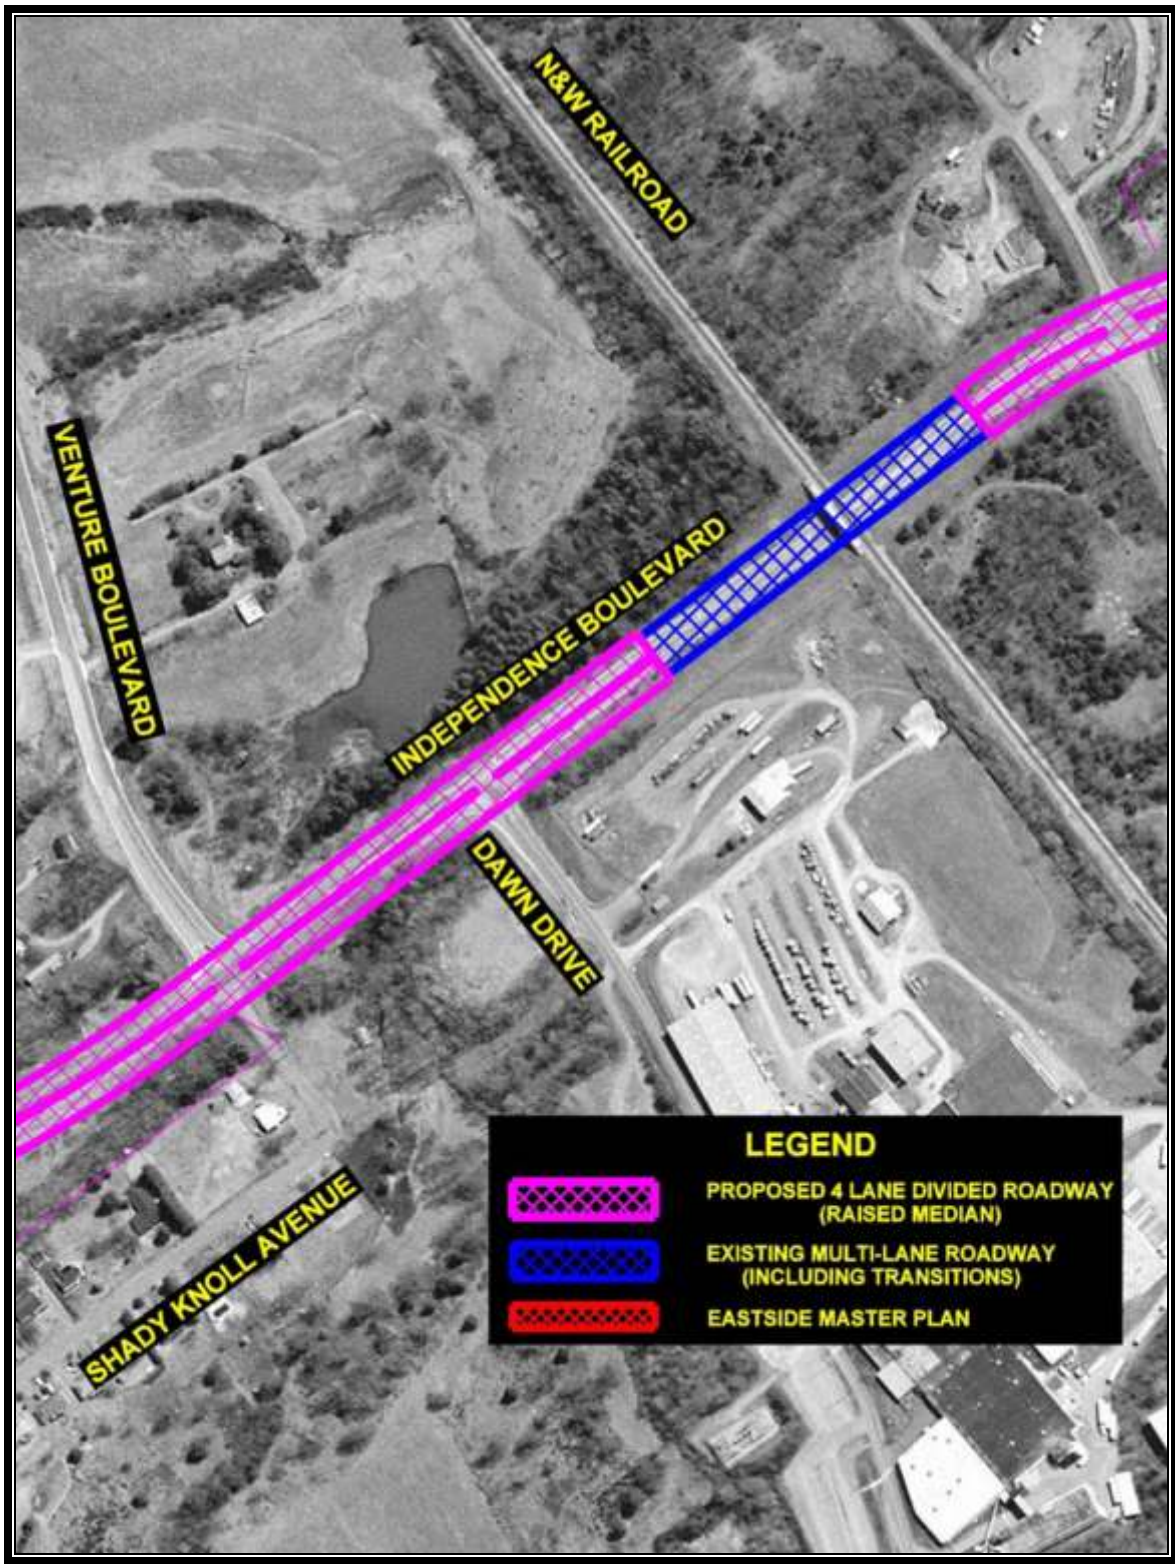 N&W RAILROAD
VENTURE BOULEVARD
INDEPENDENCE BOULEVARD
DAWN DRIVE
SHADY KNOLL AVENUE
LEGEND
PROPOSED 4 LANE DIVIDED ROADWAY
(RAISED MEDIAN)
EXISTING MULTI-LANE ROADWAY
(INCLUDING TRANSITIONS)
EASTSIDE MASTER PLAN